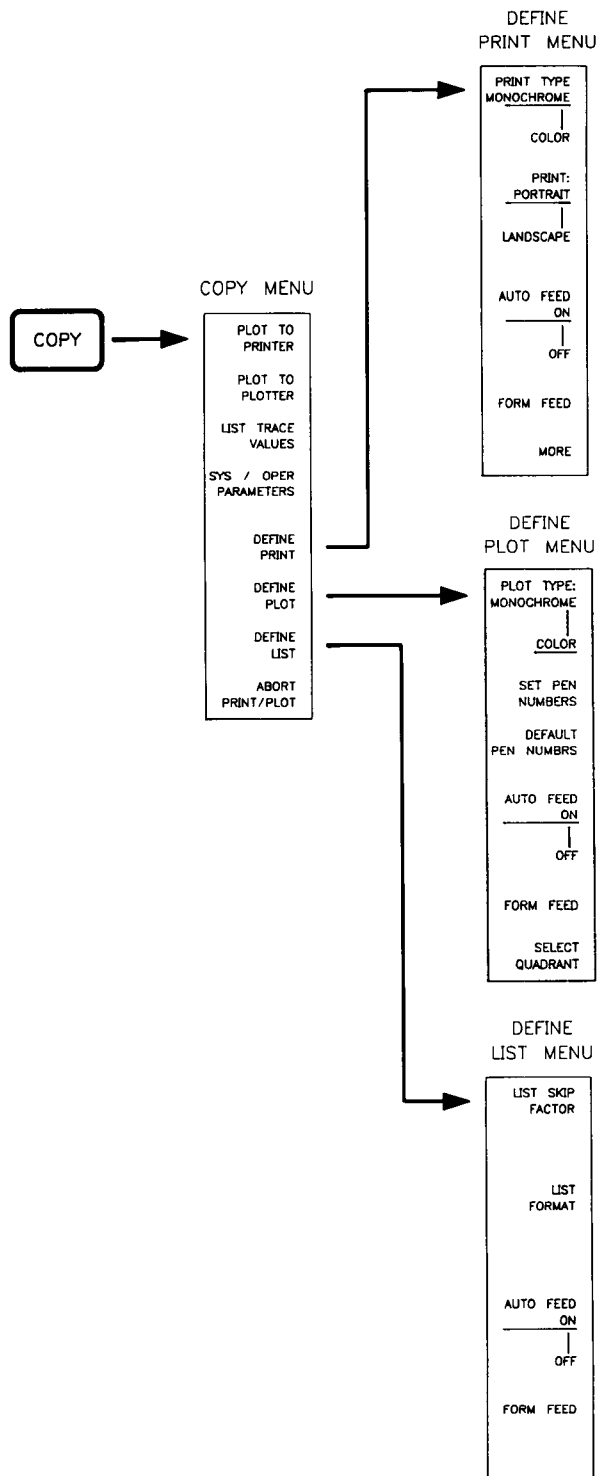 COPY
COPY MENU
PLOT TO
PRINTER
PLOT TO
PLOTTER
LIST TRACE
VALUES
SYS / OPER
PARAMETERS
DEFINE
PRINT
DEFINE
PLOT
DEFINE
LIST
ABORT
PRINT/PLOT
DEFINE
PRINT MENU
PRINT TYPE
MONOCHROME
COLOR
PRINT:
PORTRAIT
LANDSCAPE
AUTO FEED
ON
OFF
FORM FEED
MORE
DEFINE
PLOT MENU
PLOT TYPE:
MONOCHROME
COLOR
SET PEN
NUMBERS
DEFAULT
PEN NUMBRS
AUTO FEED
ON
OFF
FORM FEED
SELECT
QUADRANT
DEFINE
LIST MENU
LIST SKIP
FACTOR
LIST
FORMAT
AUTO FEED
ON
OFF
FORM FEED